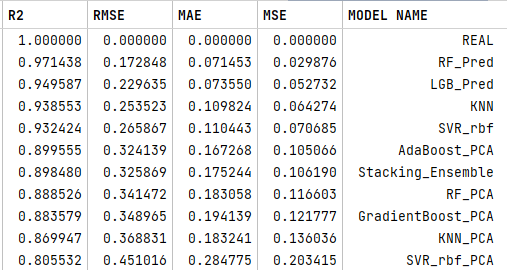 R2 RMSE MAE MSE MODEL NAME
1.000000 0.000000 0.000000 0.000000 REAL
0.971438 0.172848 0.071453 0.029876 RF_Pred
0.949587 0.229635 0.073550 0.052732 LGB_Pred
0.938553 0.253523 0.109824 0.064274 KNN
0.932424 0.265867 0.110443 0.070685 SVR_rbf
0.899555 0.324139 0.167268 0.105066 AdaBoost_PCA
0.898480 0.325869 0.175244 0.106190 Stacking_Ensemble
0.888526 0.341472 0.183058 0.116603 RF_PCA
0.883579 0.348965 0.194139 0.121777 GradientBoost_PCA
0.869947 0.368831 0.183241 0.136036 KNN_PCA
0.805532 0.451016 0.284775 0.203415 SVR_rbf_PCA